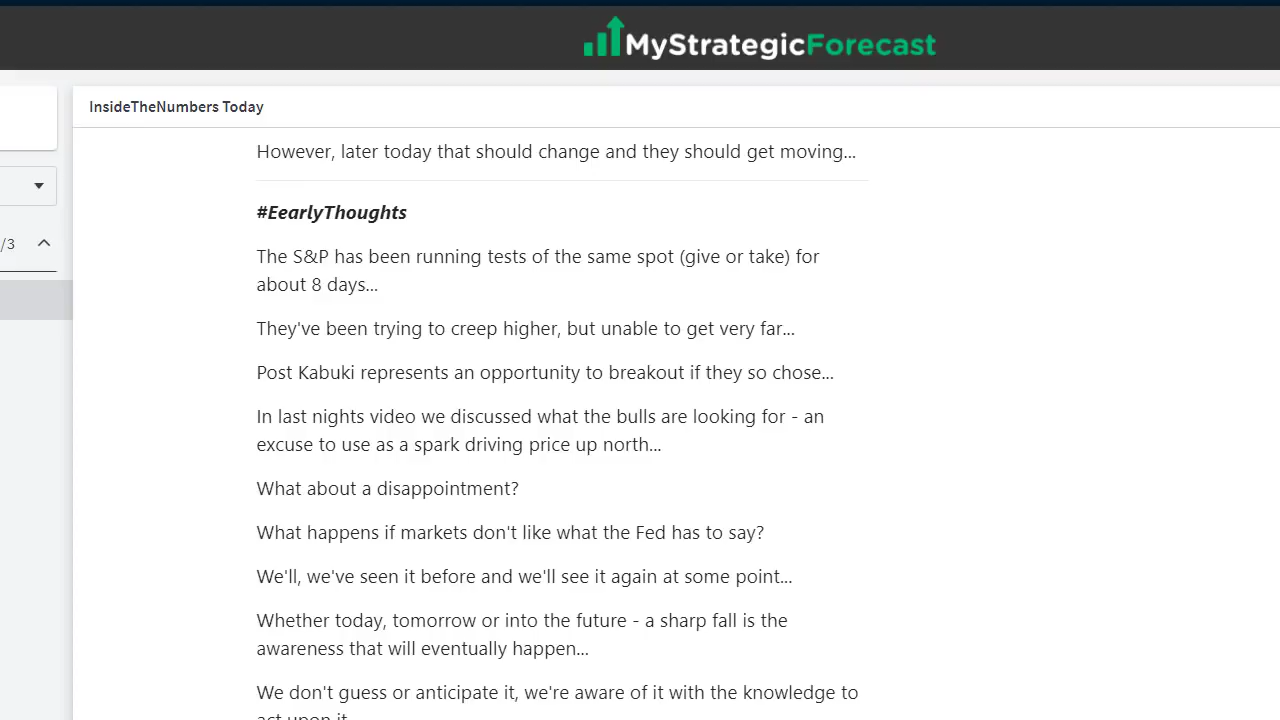 MyStrategicForecast
InsideTheNumbers Today
/3
However, later today that should change and they should get moving...
#EearlyThoughts
The S&P has been running tests of the same spot (give or take) for
about 8 days...
They've been trying to creep higher, but unable to get very far...
Post Kabuki represents an opportunity to breakout if they so chose...
In last nights video we discussed what the bulls are looking for - an
excuse to use as a spark driving price up north...
What about a disappointment?
What happens if markets don't like what the Fed has to say?
We'll, we've seen it before and we'll see it again at some point...
Whether today, tomorrow or into the future - a sharp fall is the
awareness that will eventually happen...
We don't guess or anticipate it, we're aware of it with the knowledge to
act upon it